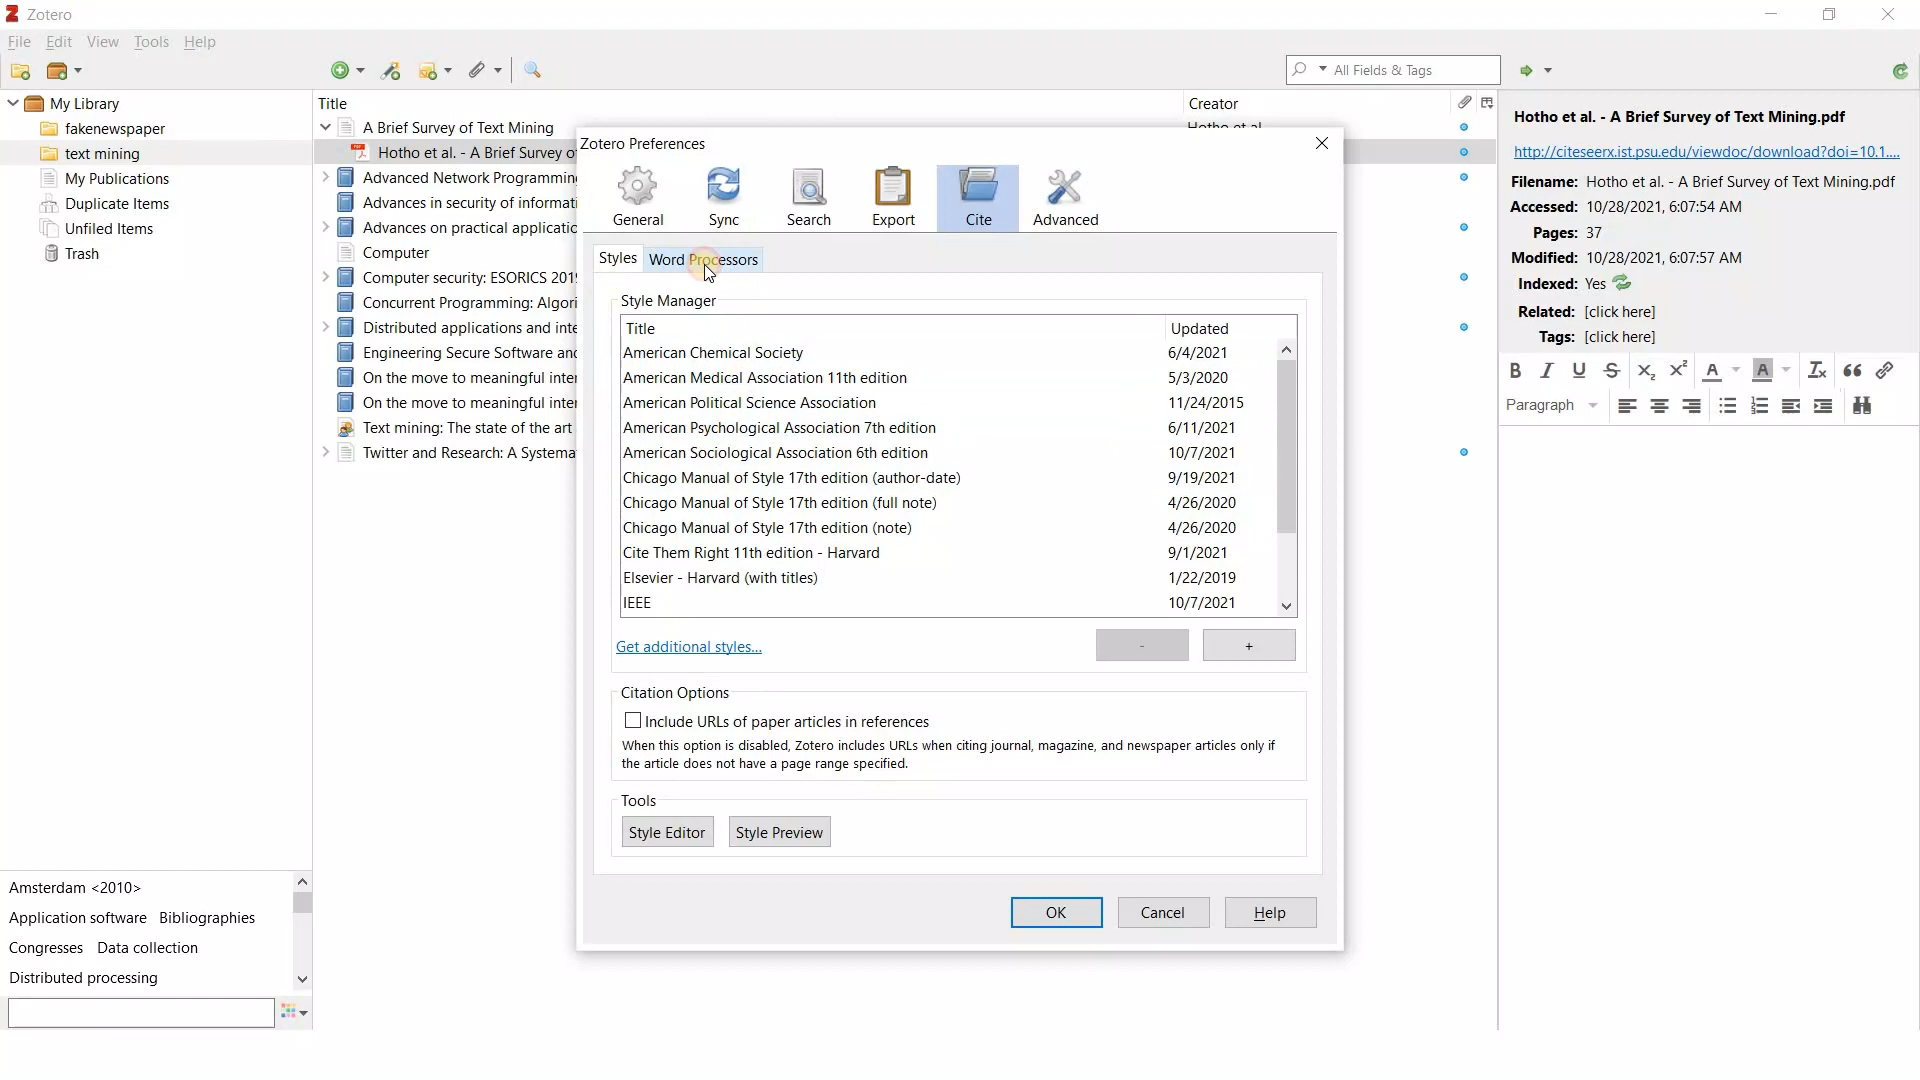 Zotero
File Edit View Tools Help
All Fields & Tags
My Library
fakenewspaper
text mining
My Publications
Duplicate Items
Unfiled Items
Trash
Amsterdam <2010>
Application software Bibliographies
Congresses Data collection
Distributed processing
Title Creator
A Brief Survey of Text Mining
Hotho et al. - A Brief Survey o
Advanced Network Programmin
Advances in security of informati
Advances on practical applicatio
Computer
Computer security: ESORICS 201
Concurrent Programming: Algori
Distributed applications and inte
Engineering Secure Software an
On the move to meaningful inte
On the move to meaningful inte
Text mining: The state of the art
Twitter and Research: A Systema
Zotero Preferences
General Sync Search Export Cite Advanced
Styles Word Processors
Style Manager
Title Updated
American Chemical Society 6/4/2021
American Medical Association 11th edition 5/3/2020
American Political Science Association 11/24/2015
American Psychological Association 7th edition 6/11/2021
American Sociological Association 6th edition 10/7/2021
Chicago Manual of Style 17th edition (author-date) 9/19/2021
Chicago Manual of Style 17th edition (full note) 4/26/2020
Chicago Manual of Style 17th edition (note) 4/26/2020
Cite Them Right 11th edition - Harvard 9/1/2021
Elsevier - Harvard (with titles) 1/22/2019
IEEE 10/7/2021
Get additional styles... - +
Citation Options
Include URLs of paper articles in references
When this option is disabled, Zotero includes URLs when citing journal, magazine, and newspaper articles only if
the article does not have a page range specified.
Tools
Style Editor Style Preview
OK Cancel Help
Hotho et al. - A Brief Survey of Text Mining.pdf
http://citeseerx.ist.psu.edu/viewdoc/download?doi=10.1....
Filename: Hotho et al. - A Brief Survey of Text Mining.pdf
Accessed: 10/28/2021, 6:07:54 AM
Pages: 37
Modified: 10/28/2021, 6:07:57 AM
Indexed: Yes
Related: [click here]
Tags: [click here]
Paragraph